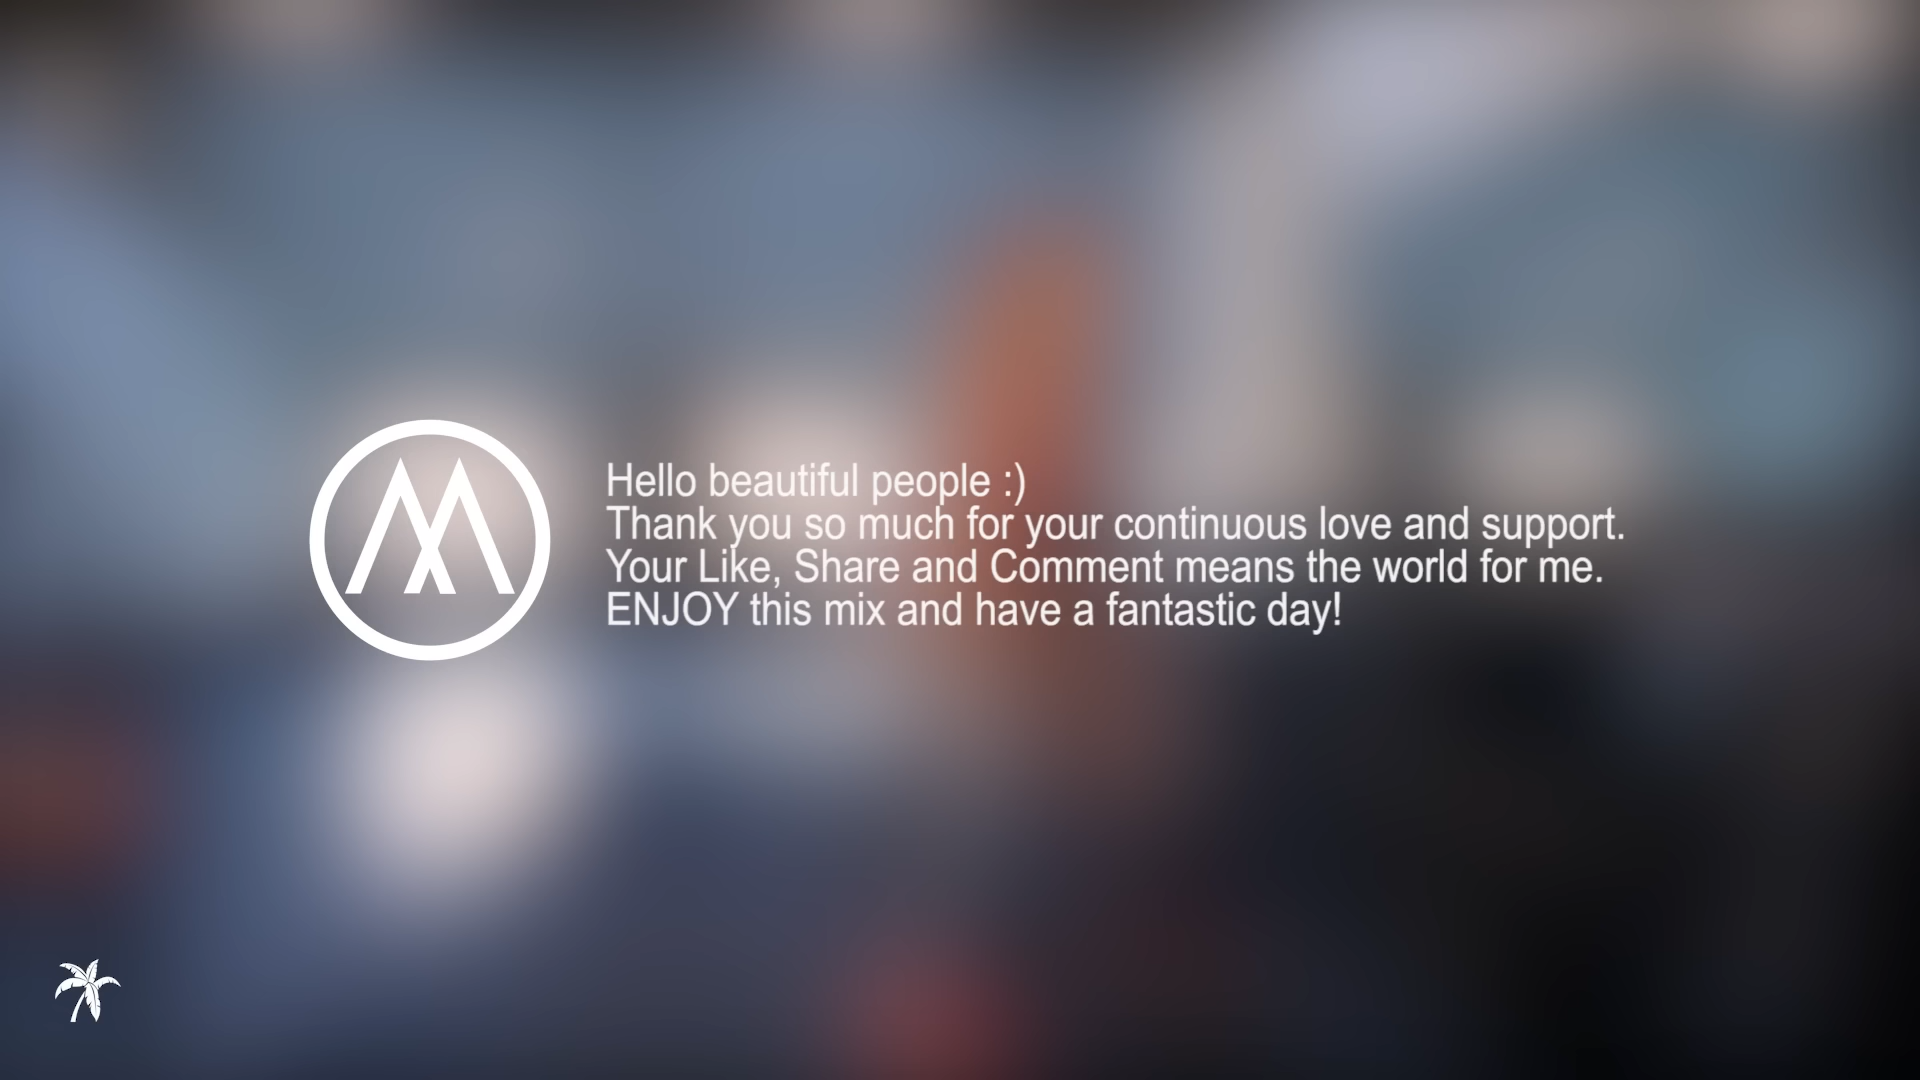 Hello beautiful people :)
Thank you so much for your continuous love and support.
Your Like, Share and Comment means the world for me.
ENJOY this mix and have a fantastic day!